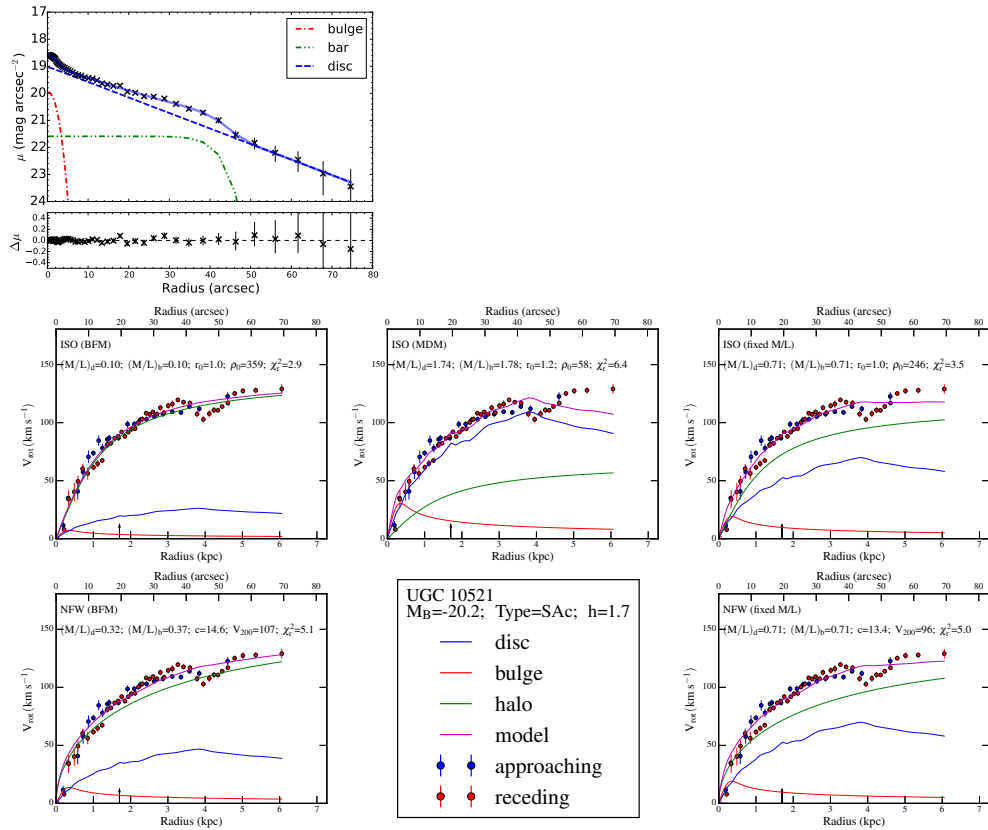 17
18
19
20
21
22
23
24
μ (mag arcsec⁻²)
bulge
bar
disc
0.4
0.2
0.0
−0.2
−0.4
Δμ
0 10 20 30 40 50 60 70 80
Radius (arcsec)
Radius (arcsec)
0 10 20 30 40 50 60 70 80
ISO (BFM)
(M/L)d=0.10; (M/L)b=0.10; r₀=1.0; ρ₀=359; χ²r=2.9
150
100
50
0
Vrot(km s⁻¹)
0 1 2 3 4 5 6 7
Radius (kpc)
Radius (arcsec)
0 10 20 30 40 50 60 70 80
ISO (MDM)
(M/L)d=1.74; (M/L)b=1.78; r₀=1.2; ρ₀=58; χ²r=6.4
150
100
50
0
Vrot(km s⁻¹)
0 1 2 3 4 5 6 7
Radius (kpc)
Radius (arcsec)
0 10 20 30 40 50 60 70 80
ISO (fixed M/L)
(M/L)d=0.71; (M/L)b=0.71; r₀=1.0; ρ₀=246; χ²r=3.5
150
100
50
0
Vrot(km s⁻¹)
0 1 2 3 4 5 6 7
Radius (kpc)
Radius (arcsec)
0 10 20 30 40 50 60 70 80
NFW (BFM)
(M/L)d=0.32; (M/L)b=0.37; c=14.6; V₂₀₀=107; χ²r=5.1
150
100
50
0
Vrot(km s⁻¹)
0 1 2 3 4 5 6 7
Radius (kpc)
UGC 10521
M_B=-20.2; Type=SAc; h=1.7
disc
bulge
halo
model
approaching
receding
Radius (arcsec)
0 10 20 30 40 50 60 70 80
NFW (fixed M/L)
(M/L)d=0.71; (M/L)b=0.71; c=13.4; V₂₀₀=96; χ²r=5.0
150
100
50
0
Vrot(km s⁻¹)
0 1 2 3 4 5 6 7
Radius (kpc)